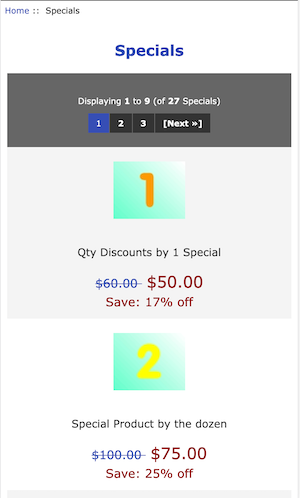 Home :: Specials
Specials
Displaying 1 to 9 (of 27 Specials)
1 2 3 [Next »]
1
Qty Discounts by 1 Special
$60.00 $50.00
Save: 17% off
2
Special Product by the dozen
$100.00 $75.00
Save: 25% off